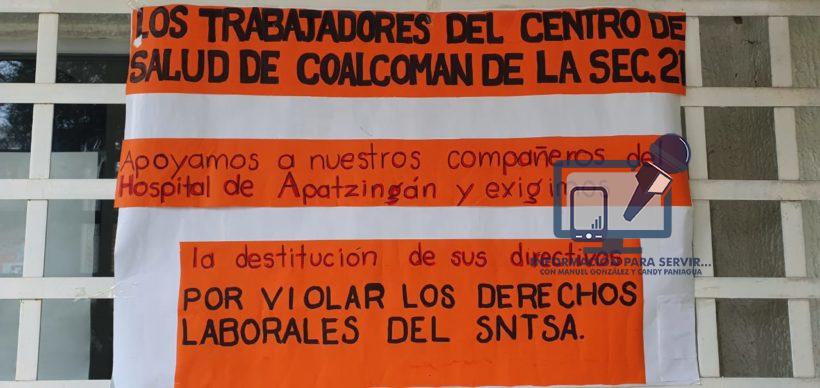 LOS TRABAJADORES DEL CENTRO DE
SALUD DE COALCOMAN DE LA SEC. 21
Apoyamos a nuestros compañeros del
Hospital de Apatzingán y exigimos
la destitución de sus directivos
POR VIOLAR LOS DERECHOS
LABORALES DEL SNTSA.
INFORMACIÓN PARA SERVIR...
CON MANUEL GONZÁLEZ Y CANDY PANIAGUA